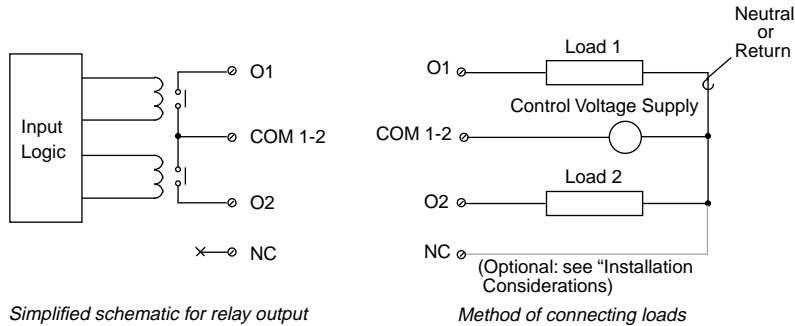 Input
Logic
O1
COM 1-2
O2
NC
Simplified schematic for relay output
Neutral
or
Return
Load 1
O1
Control Voltage Supply
COM 1-2
Load 2
O2
NC
(Optional: see “Installation
Considerations)
Method of connecting loads